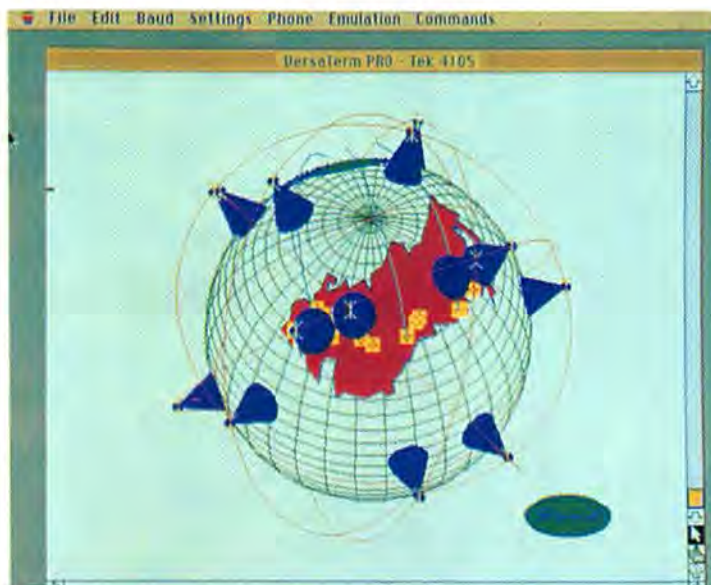 File Edit Baud Settings Phone Emulation Commands
VersaTerm PRO - Tek 4105